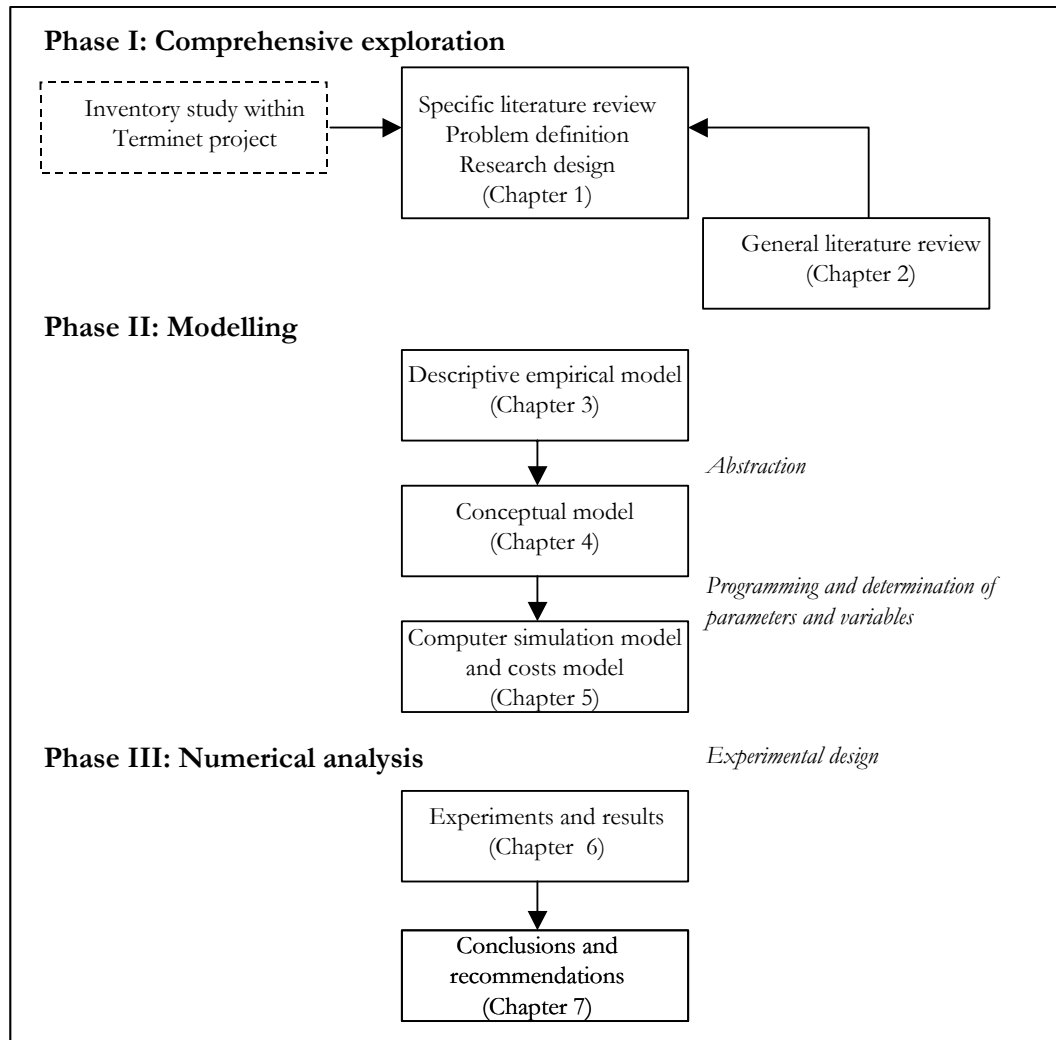 Phase I: Comprehensive exploration
Inventory study within
Terminet project
Specific literature review
Problem definition
Research design
(Chapter 1)
General literature review
(Chapter 2)
Phase II: Modelling
Descriptive empirical model
(Chapter 3)
Abstraction
Conceptual model
(Chapter 4)
Programming and determination of
parameters and variables
Computer simulation model
and costs model
(Chapter 5)
Phase III: Numerical analysis
Experimental design
Experiments and results
(Chapter 6)
Conclusions and
recommendations
(Chapter 7)